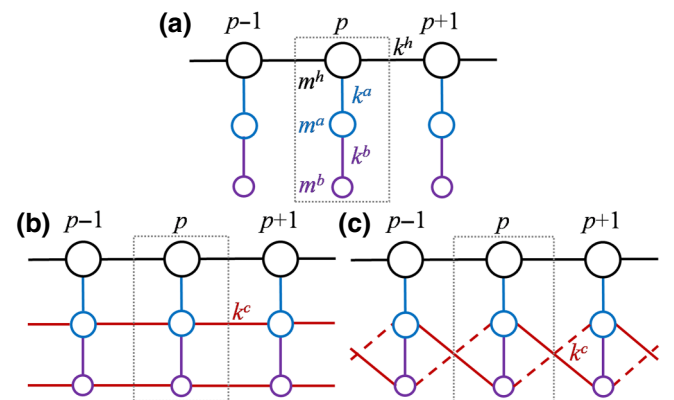 (a)
p−1 p p+1
k^h
m^h
k^a
m^a
k^b
m^b
(b)
p−1 p p+1
k^c
(c)
p−1 p p+1
k^c